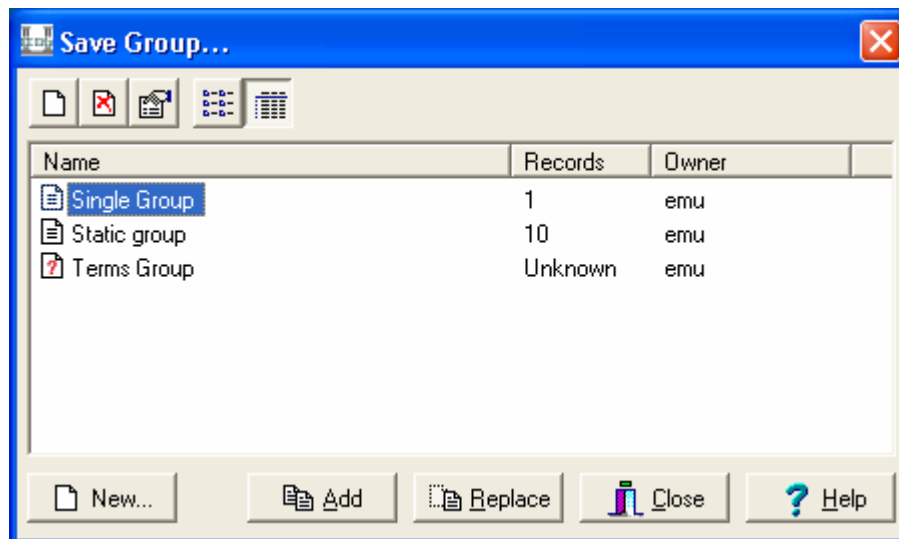 Save Group...
Name Records Owner
Single Group 1 emu
Static group 10 emu
Terms Group Unknown emu
New... Add Replace Close Help